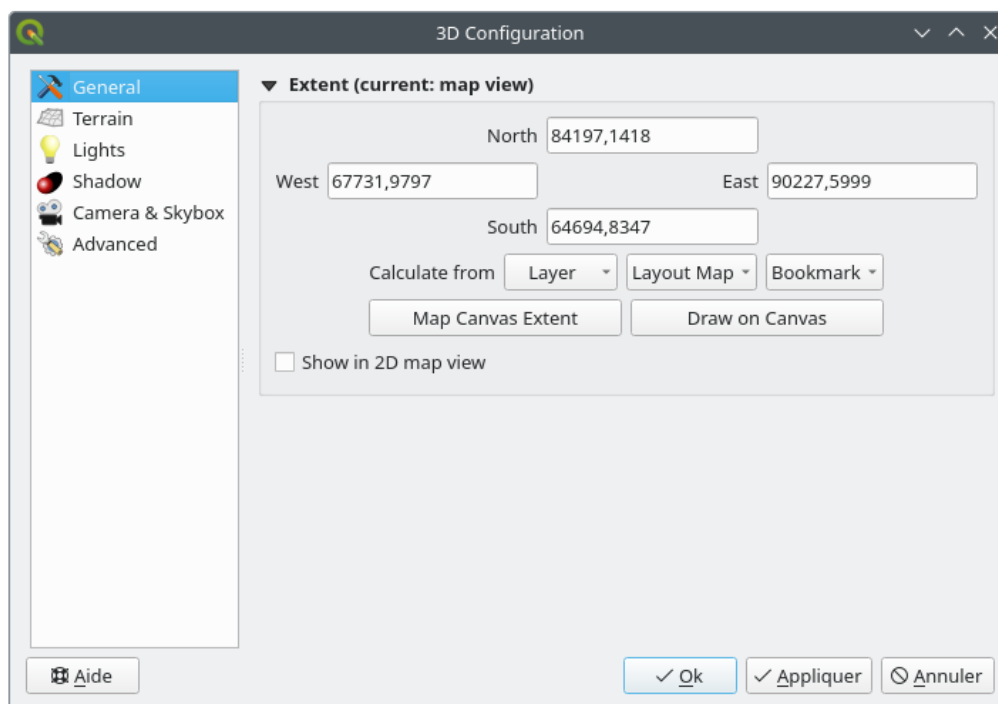 3D Configuration
General
Terrain
Lights
Shadow
Camera & Skybox
Advanced
Extent (current: map view)
North 84197,1418
West 67731,9797 East 90227,5999
South 64694,8347
Calculate from Layer Layout Map Bookmark
Map Canvas Extent Draw on Canvas
Show in 2D map view
Aide Ok Appliquer Annuler